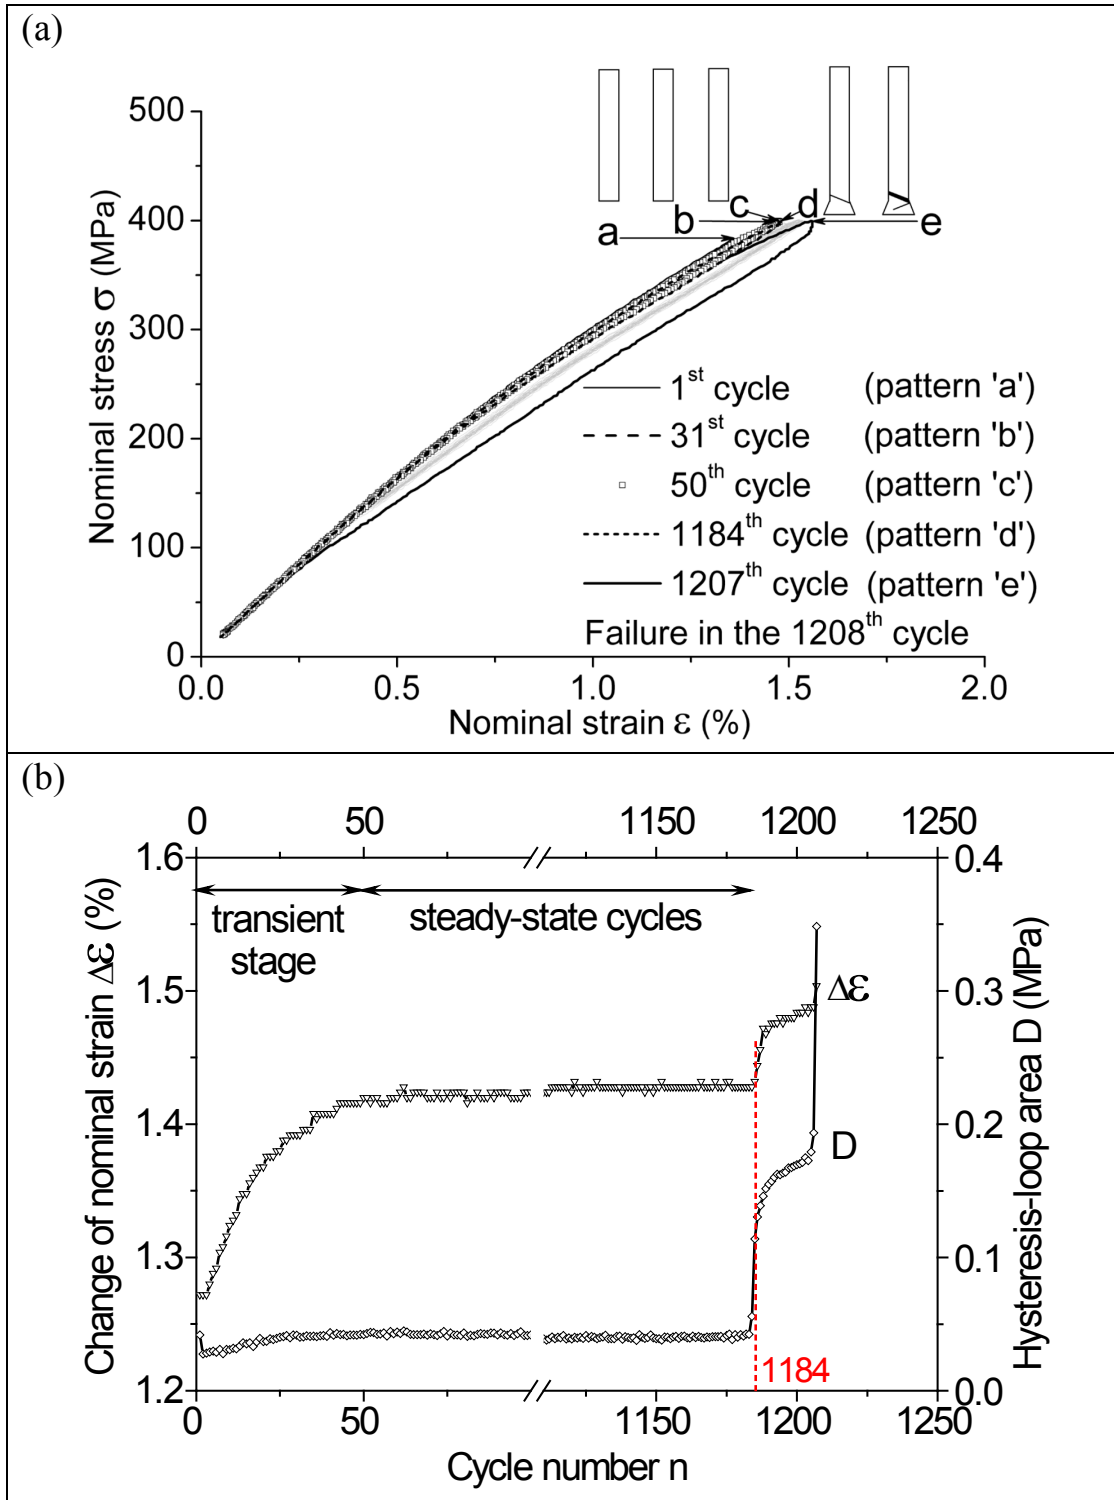 (a)
500
400
300
200
100
0
Nominal stress σ (MPa)
a
b
c
d
e
1st cycle (pattern 'a')
31st cycle (pattern 'b')
50th cycle (pattern 'c')
1184th cycle (pattern 'd')
1207th cycle (pattern 'e')
Failure in the 1208th cycle
0.0 0.5 1.0 1.5 2.0
Nominal strain ε (%)
(b)
0 50 1150 1200 1250
1.6
1.5
1.4
1.3
1.2
Change of nominal strain Δε (%)
transient
stage
steady-state cycles
Δε
D
1184
0.4
0.3
0.2
0.1
0.0
Hysteresis-loop area D (MPa)
0 50 1150 1200 1250
Cycle number n